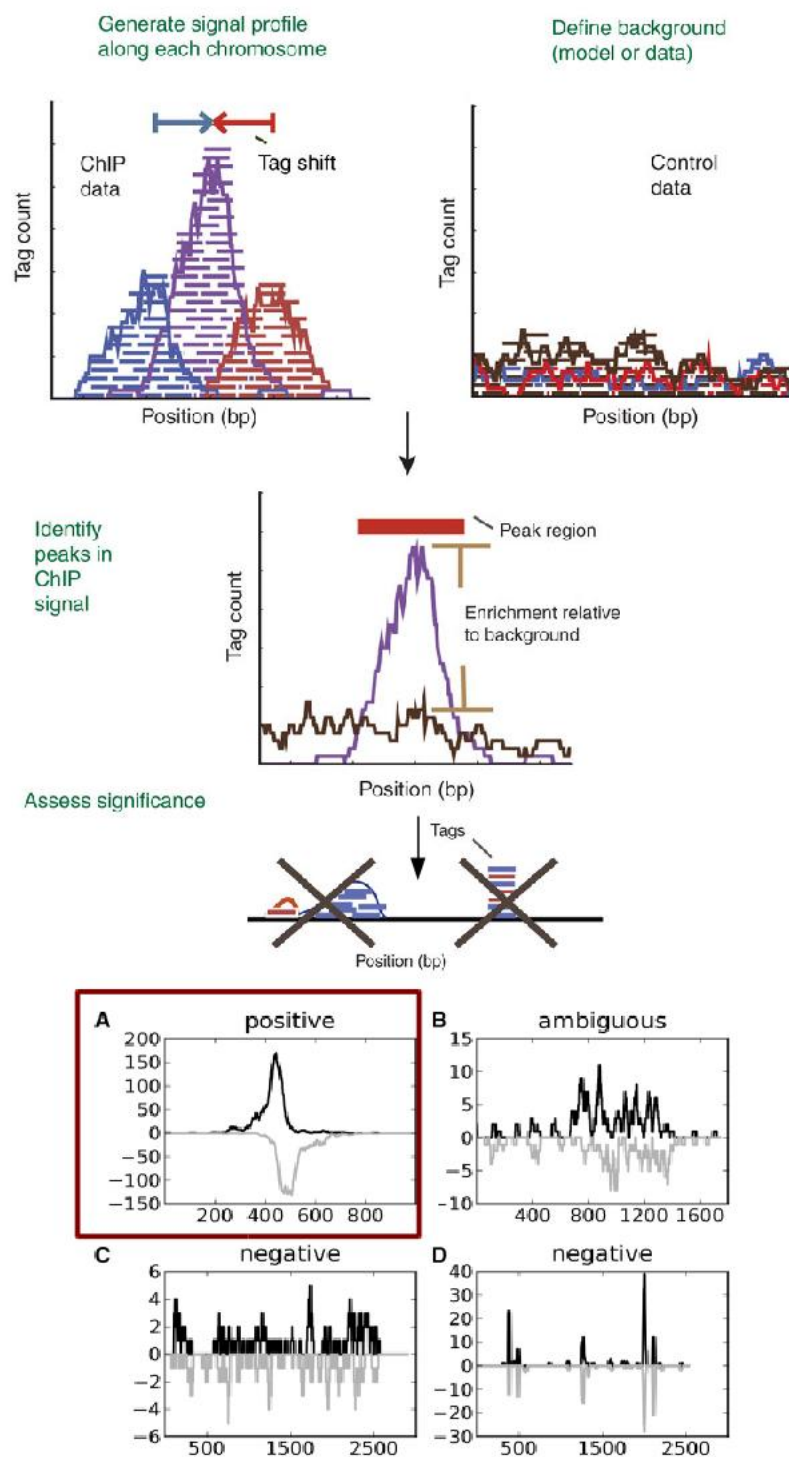 Generate signal profile
along each chromosome
Define background
(model or data)
ChIP
data
Tag shift
Tag count
Position (bp)
Control
data
Tag count
Position (bp)
Identify
peaks in
ChIP
signal
Peak region
Enrichment relative
to background
Tag count
Position (bp)
Assess significance
Tags
Position (bp)
A positive
200
150
100
50
0
−50
−100
−150
200 400 600 800
B ambiguous
15
10
5
0
−5
−10
400 800 1200 1600
C negative
6
4
2
0
−2
−4
−6
500 1500 2500
D negative
40
30
20
10
0
−10
−20
−30
500 1500 2500